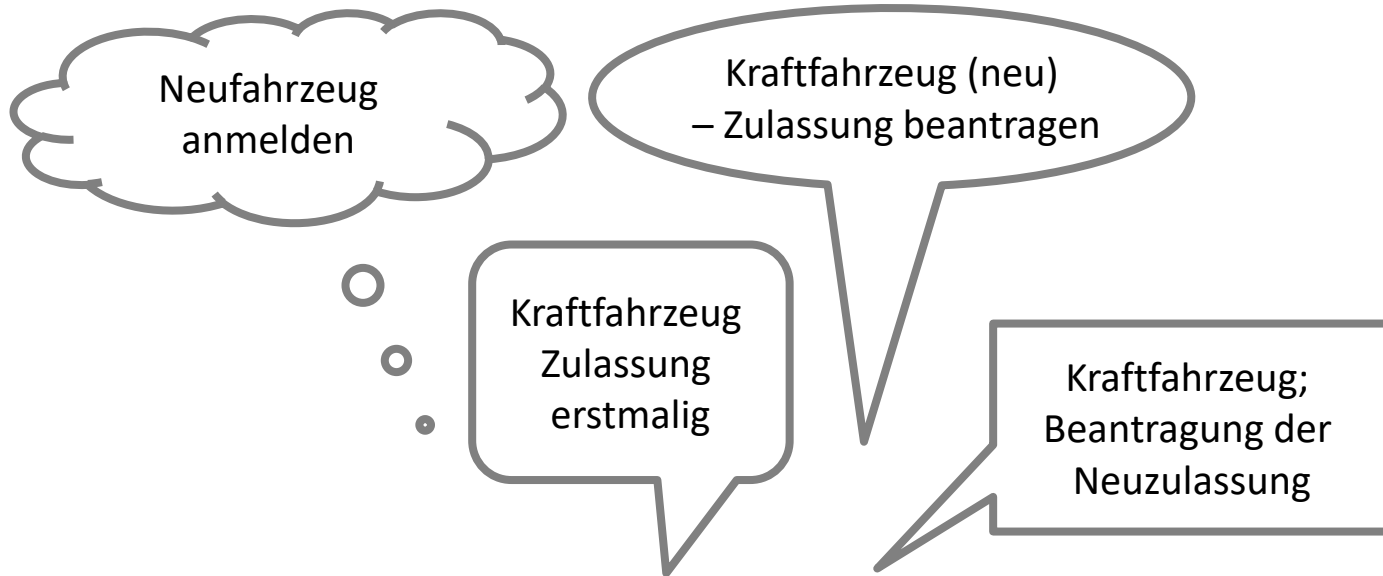 Neufahrzeug
anmelden
Kraftfahrzeug (neu)
– Zulassung beantragen
Kraftfahrzeug
Zulassung
erstmalig
Kraftfahrzeug;
Beantragung der
Neuzulassung